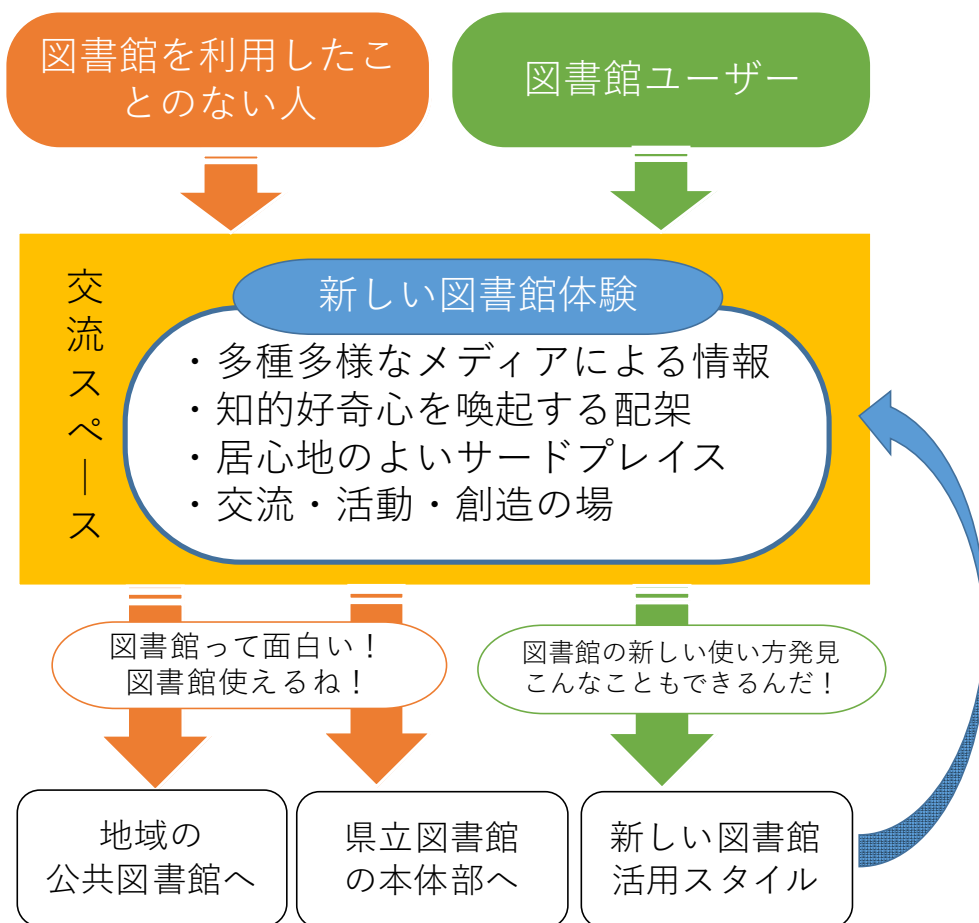 図書館を利用したこ
とのない人
図書館ユーザー
交流スペース
新しい図書館体験
・多種多様なメディアによる情報
・知的好奇心を喚起する配架
・居心地のよいサードプレイス
・交流・活動・創造の場
図書館って面白い！
図書館使えるね！
図書館の新しい使い方発見
こんなこともできるんだ！
地域の
公共図書館へ
県立図書館
の本体部へ
新しい図書館
活用スタイル